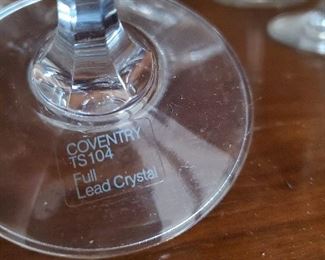 COVENTRY
TS104
Full
Lead Crystal